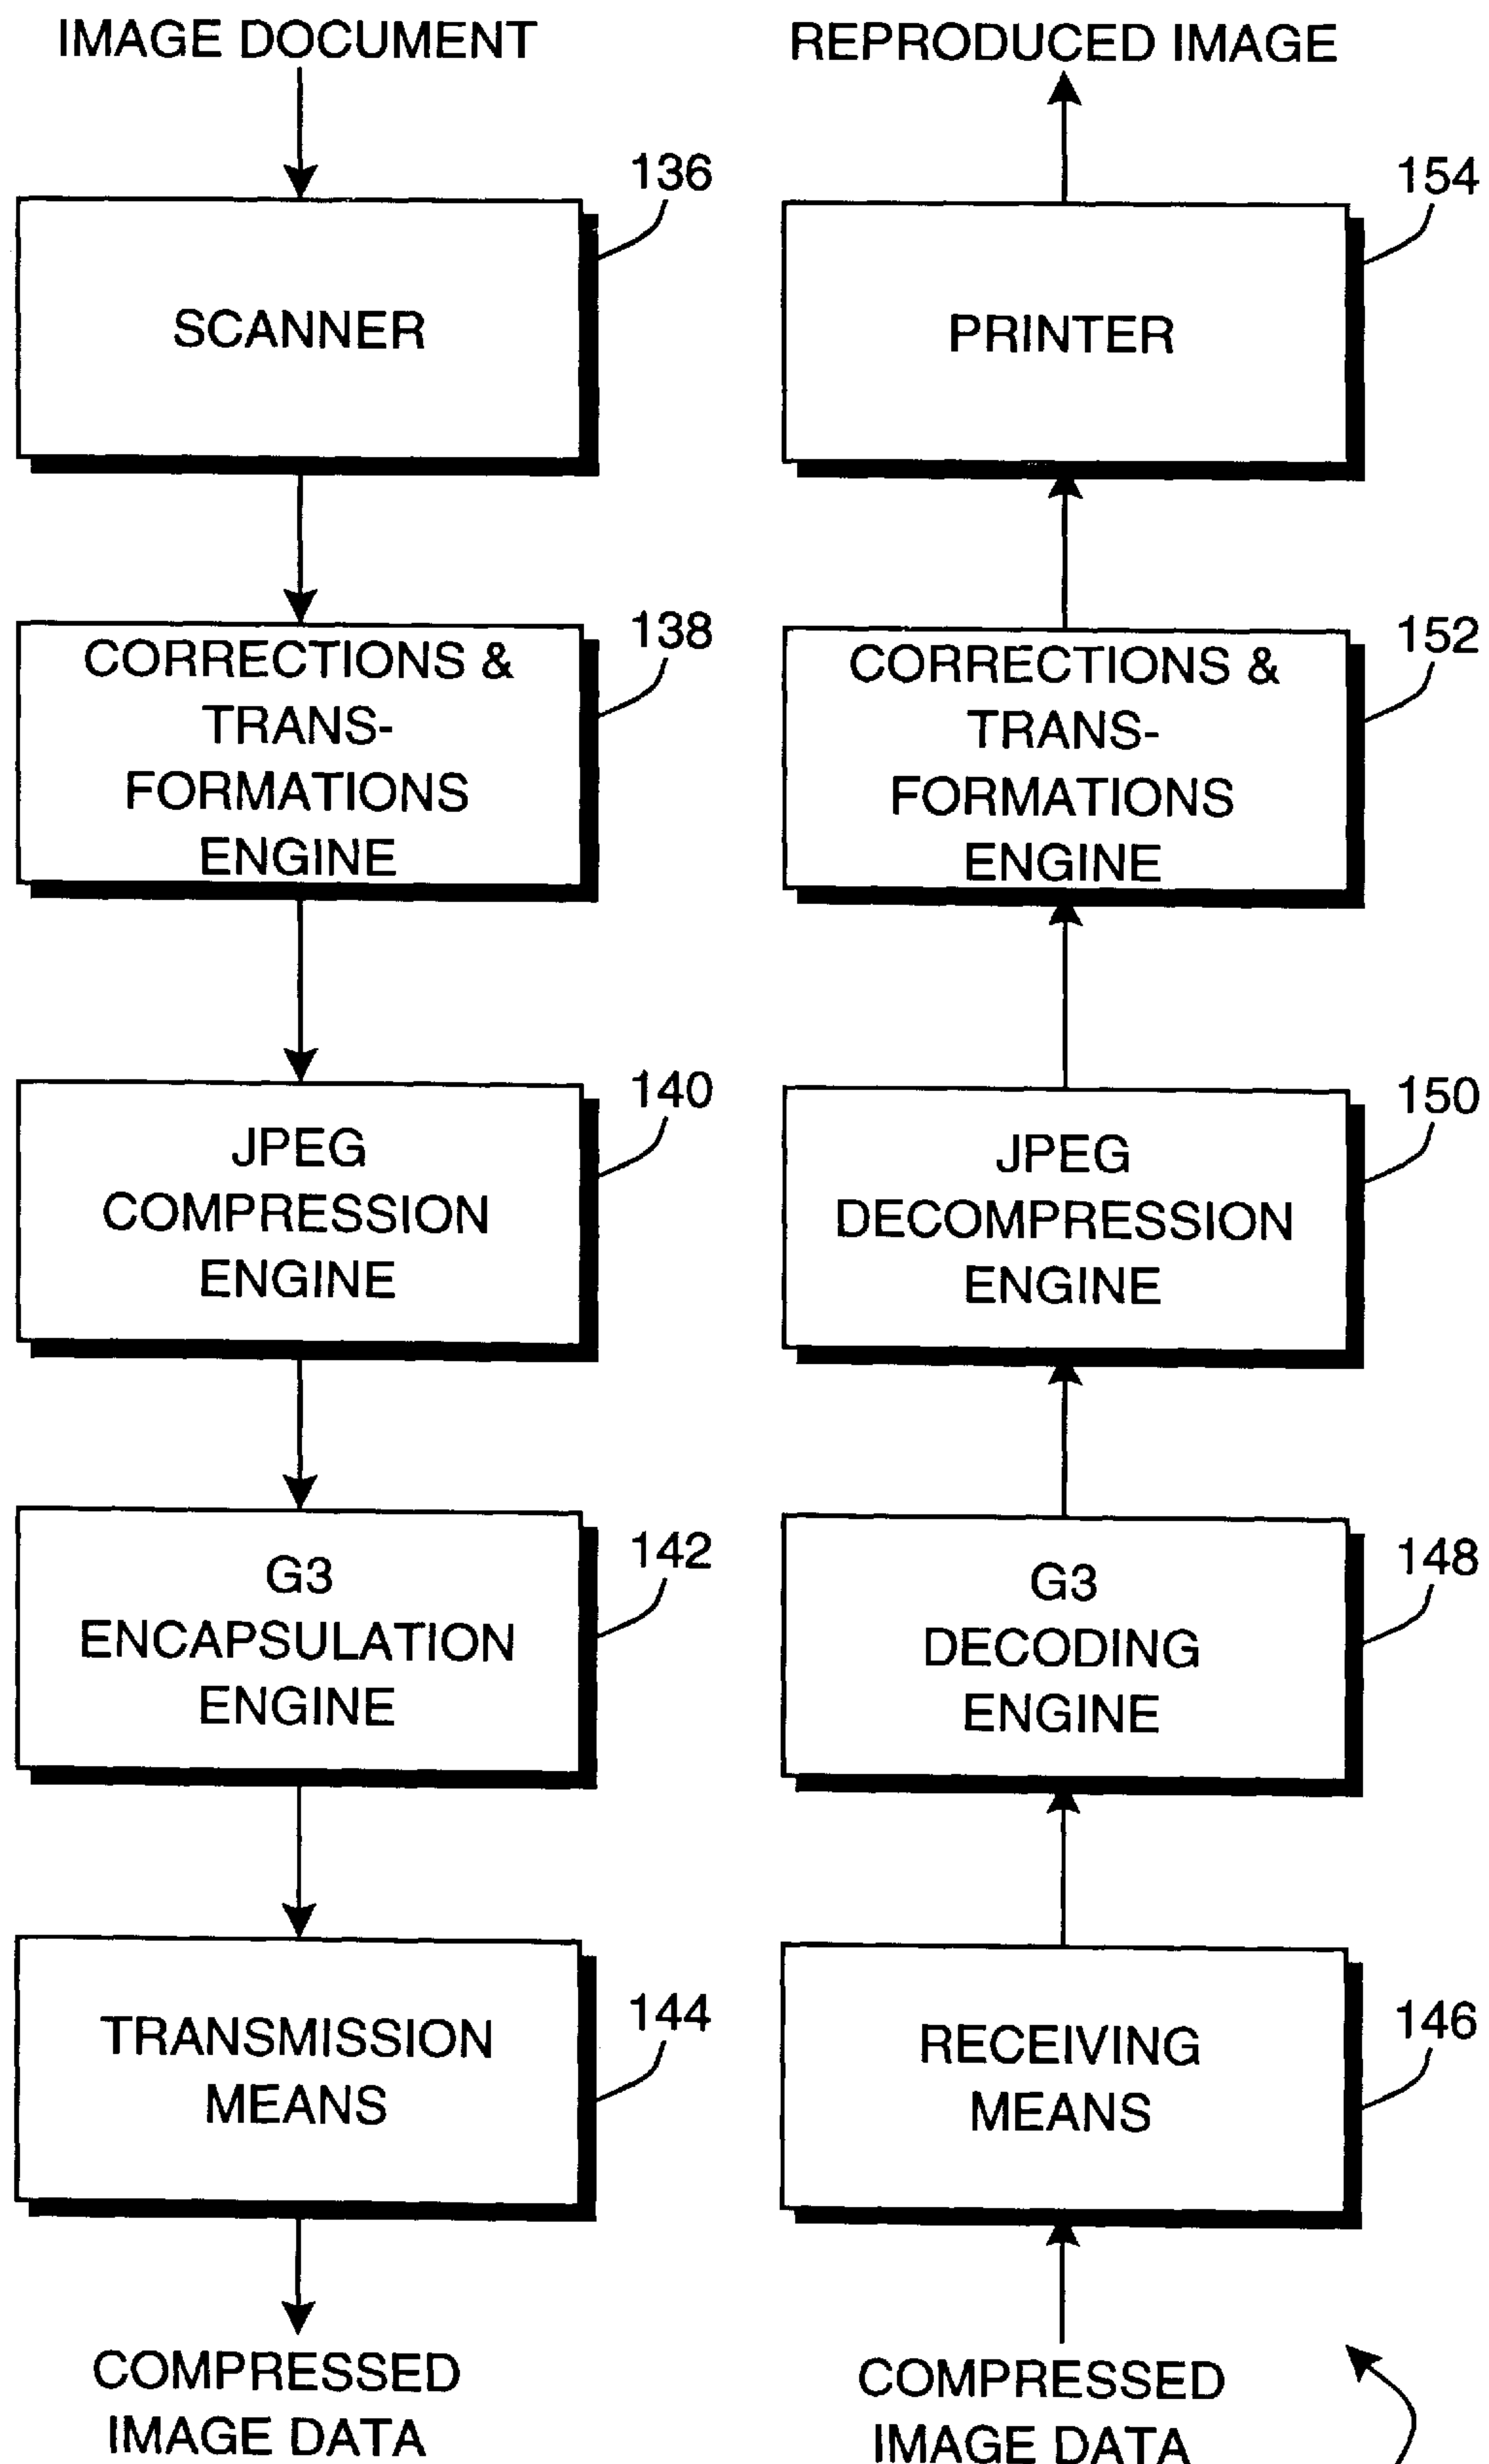 IMAGE DOCUMENT
136
SCANNER
138
CORRECTIONS &
TRANS-
FORMATIONS
ENGINE
140
JPEG
COMPRESSION
ENGINE
142
G3
ENCAPSULATION
ENGINE
144
TRANSMISSION
MEANS
COMPRESSED
IMAGE DATA
REPRODUCED IMAGE
154
PRINTER
152
CORRECTIONS &
TRANS-
FORMATIONS
ENGINE
150
JPEG
DECOMPRESSION
ENGINE
148
G3
DECODING
ENGINE
146
RECEIVING
MEANS
COMPRESSED
IMAGE DATA